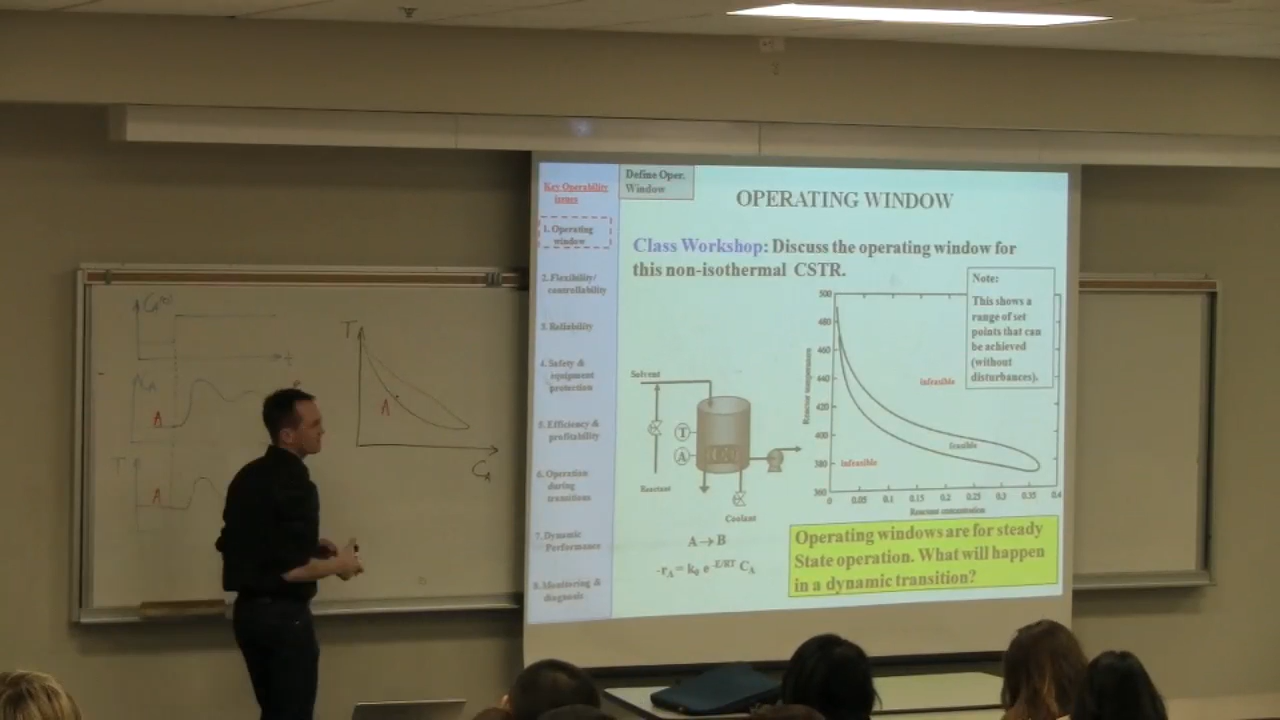 Key Operability
issues
1. Operating
window
2. Flexibility/
controllability
3. Reliability
4. Safety &
equipment
protection
5. Efficiency &
profitability
6. Operation
during
transitions
7. Dynamic
Performance
8. Monitoring &
diagnosis
Define Oper.
Window
OPERATING WINDOW
Class Workshop: Discuss the operating window for
this non-isothermal CSTR.
Note:
This shows a
range of set
points that can
be achieved
(without
disturbances).
Solvent
T
A
Reactant
Coolant
A → B
-rA = k0 e -E/RT CA
Reactor temperature
500
480
460
440
420
400
380
360
infeasible
feasible
infeasible
0
0.05
0.1
0.15
0.2
0.25
0.3
0.35
0.4
Reactant concentration
Operating windows are for steady
State operation. What will happen
in a dynamic transition?
t
CA
A
T
A
T
A
CA